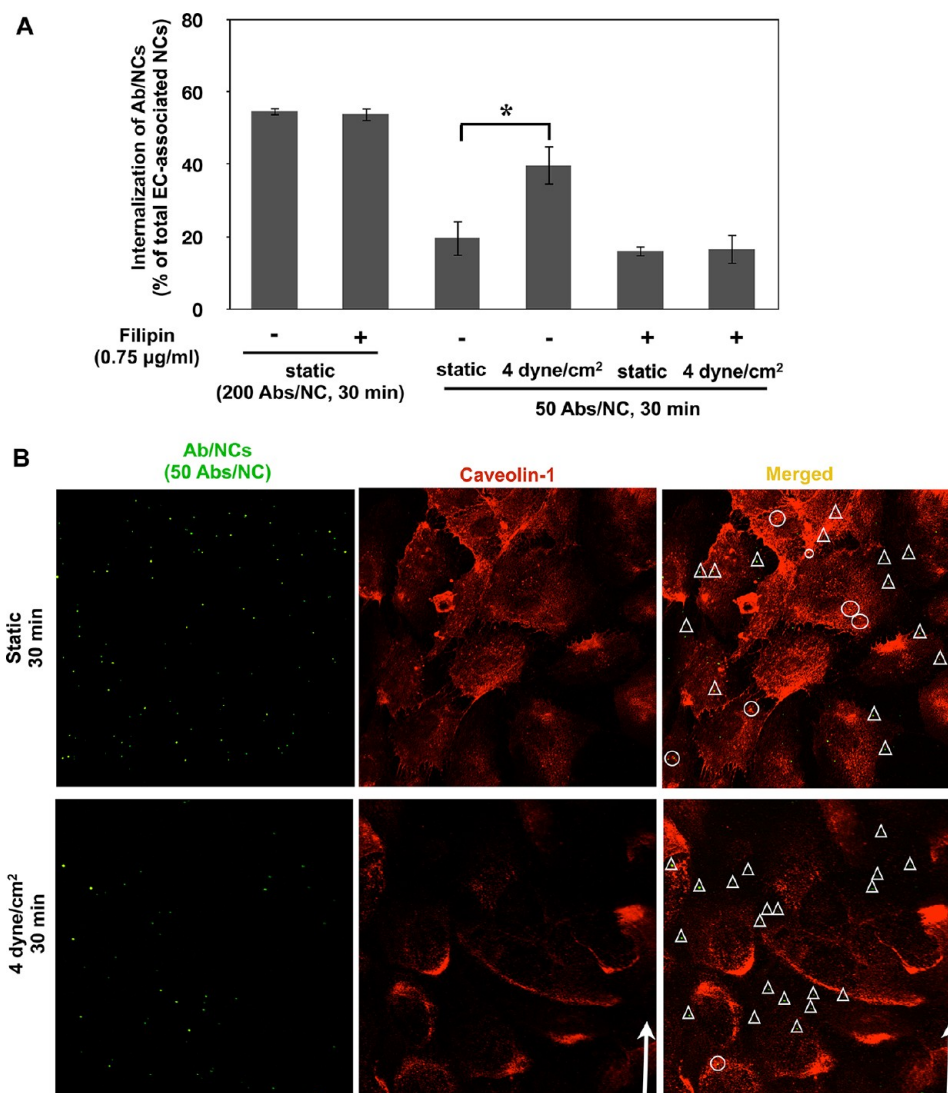 A
Internalization of Ab/NCs
(% of total EC-associated NCs)
80
60
40
20
0
*
Filipin
(0.75 µg/ml)
- + - - + +
static 4 dyne/cm² static 4 dyne/cm²
static
(200 Abs/NC, 30 min)
50 Abs/NC, 30 min
B
Ab/NCs
(50 Abs/NC)
Caveolin-1
Merged
Static
30 min
4 dyne/cm²
30 min